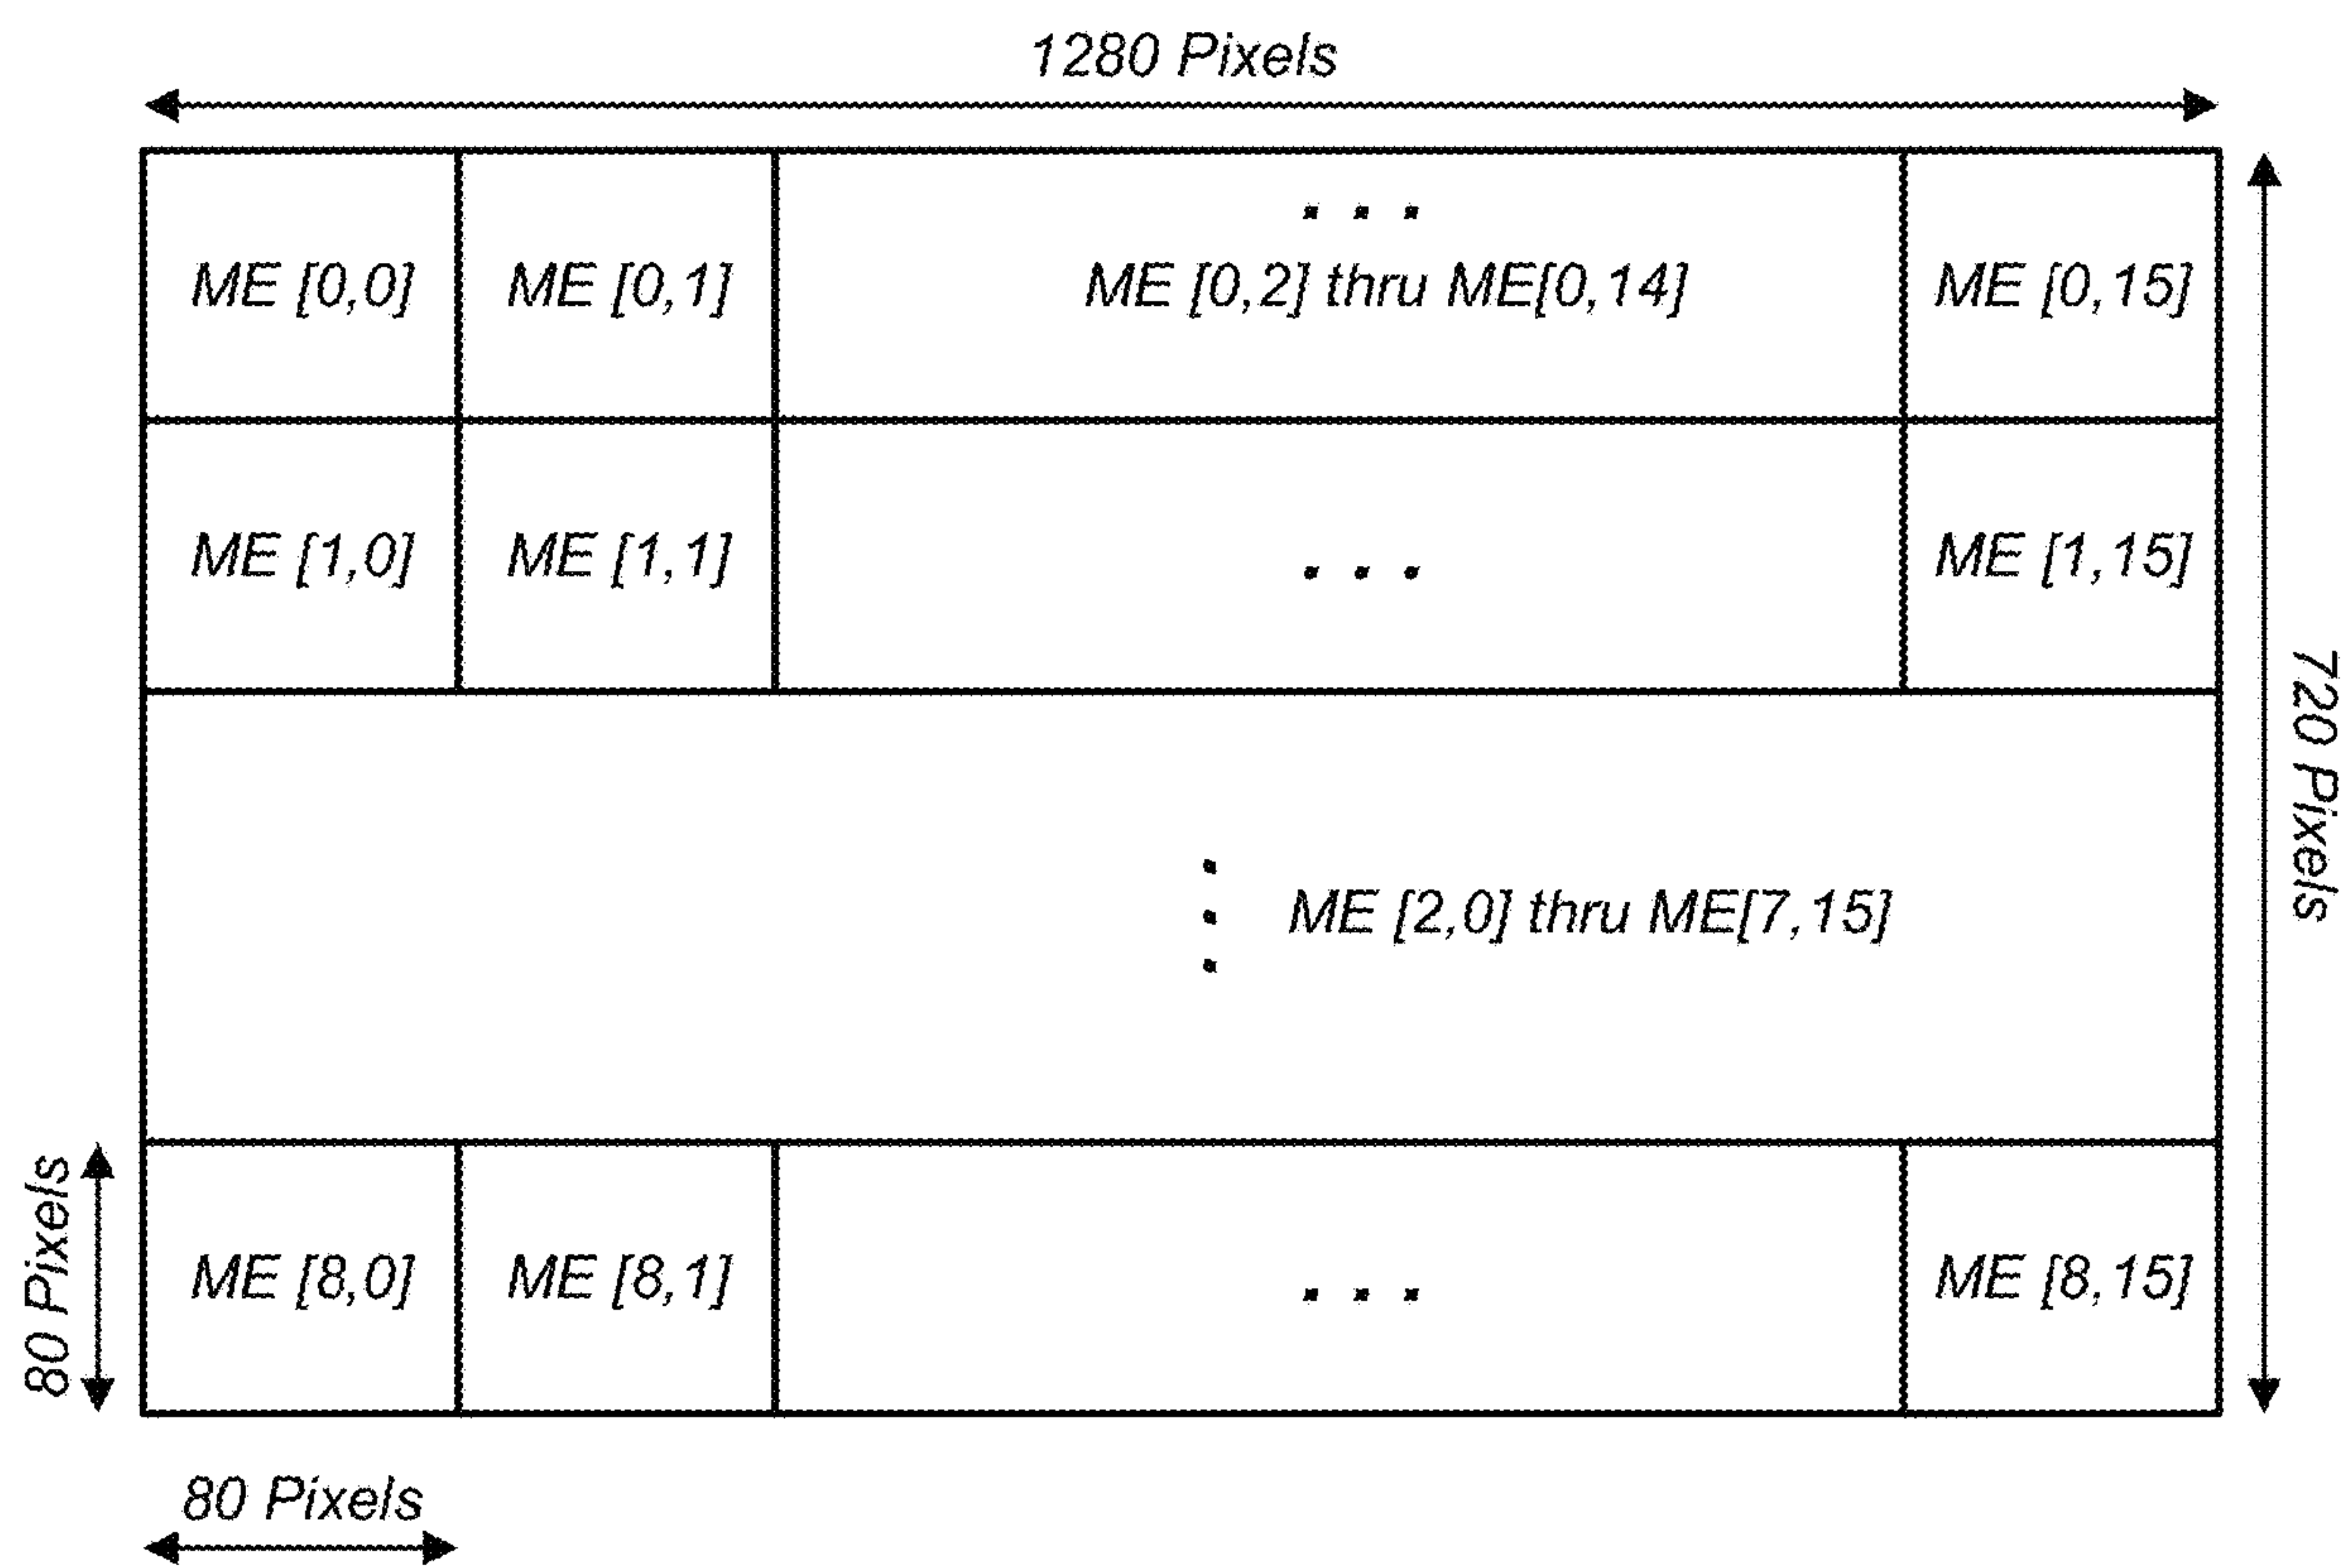 1280 Pixels
. . .
ME [0,0] ME [0,1] ME [0,2] thru ME[0,14] ME [0,15]
ME [1,0] ME [1,1] . . . ME [1,15]
720 Pixels
ME [2,0] thru ME[7,15]
80 Pixels
ME [8,0] ME [8,1] . . . ME [8,15]
80 Pixels